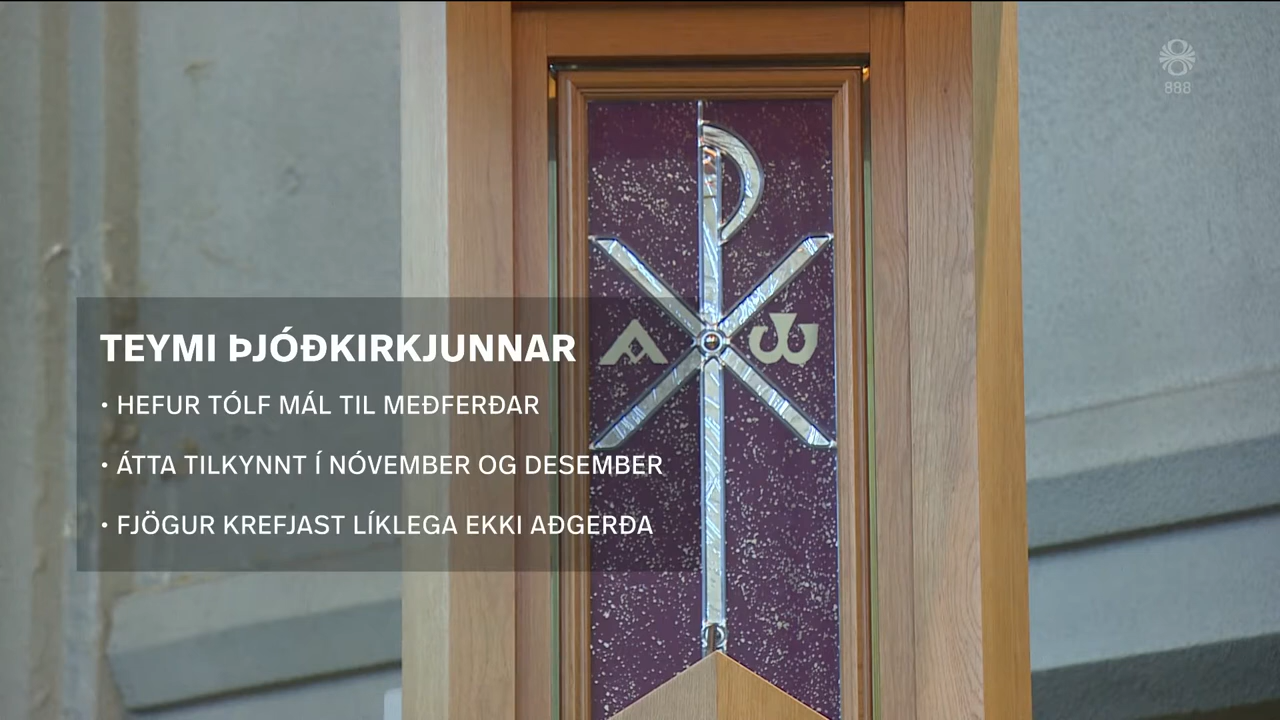 888
TEYMI ÞJÓÐKIRKJUNNAR
• HEFUR TÓLF MÁL TIL MEÐFERÐAR
• ÁTTA TILKYNNT Í NÓVEMBER OG DESEMBER
• FJÖGUR KREFJAST LÍKLEGA EKKI AÐGERÐA